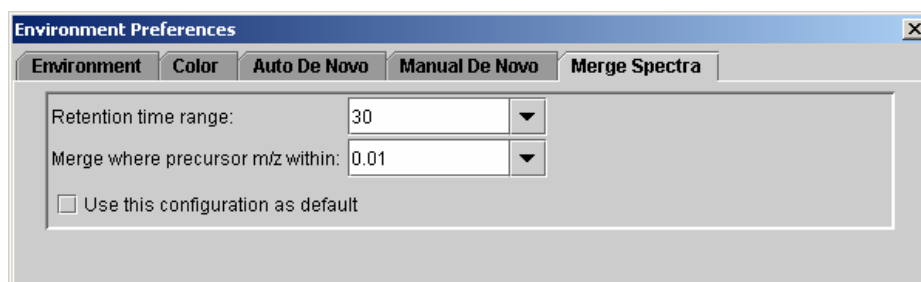 Environment Preferences
Environment Color Auto De Novo Manual De Novo Merge Spectra
Retention time range: 30
Merge where precursor m/z within: 0.01
Use this configuration as default